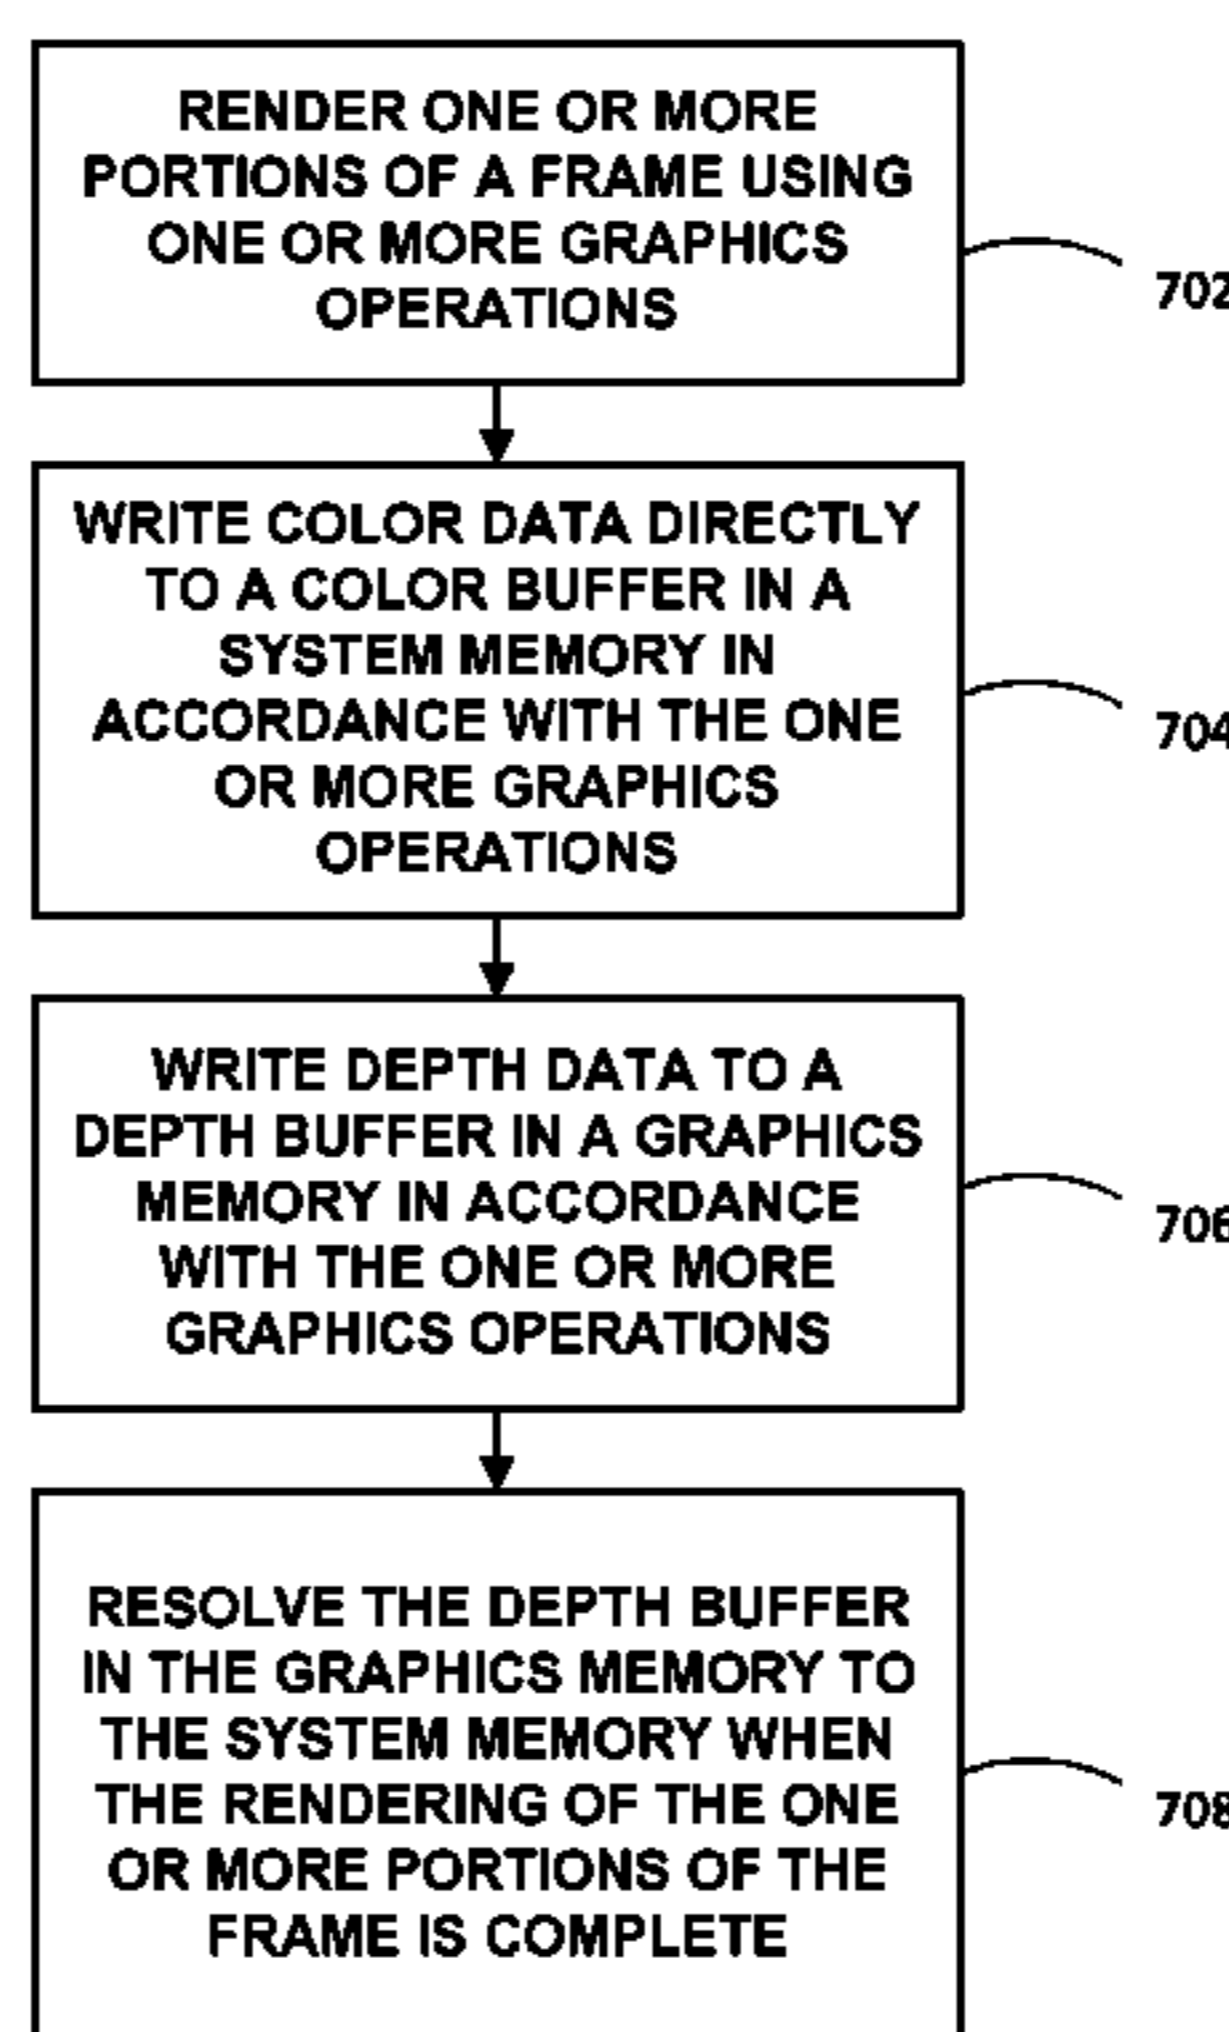 RENDER ONE OR MORE
PORTIONS OF A FRAME USING
ONE OR MORE GRAPHICS
OPERATIONS
702
WRITE COLOR DATA DIRECTLY
TO A COLOR BUFFER IN A
SYSTEM MEMORY IN
ACCORDANCE WITH THE ONE
OR MORE GRAPHICS
OPERATIONS
704
WRITE DEPTH DATA TO A
DEPTH BUFFER IN A GRAPHICS
MEMORY IN ACCORDANCE
WITH THE ONE OR MORE
GRAPHICS OPERATIONS
706
RESOLVE THE DEPTH BUFFER
IN THE GRAPHICS MEMORY TO
THE SYSTEM MEMORY WHEN
THE RENDERING OF THE ONE
OR MORE PORTIONS OF THE
FRAME IS COMPLETE
708